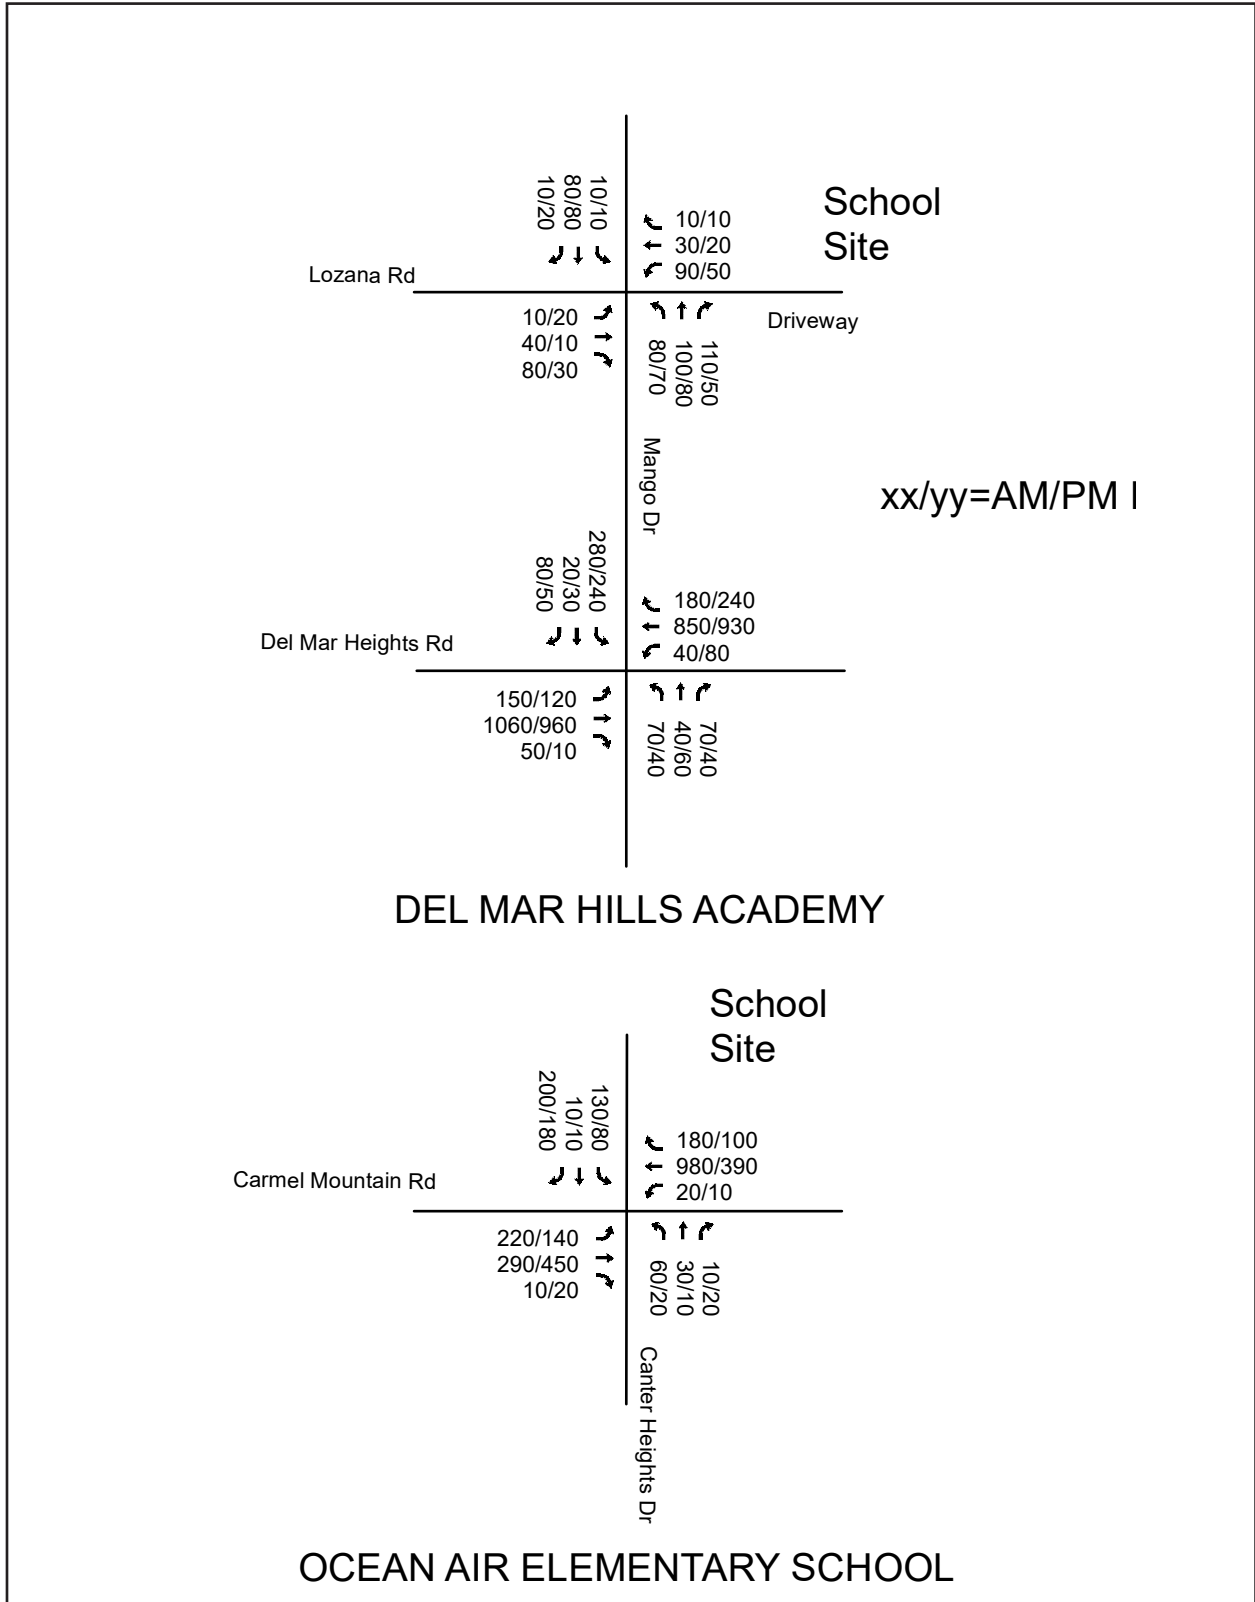 10/20
80/80
10/10
10/10
30/20
90/50
School
Site
Lozana Rd
10/20
40/10
80/30
80/70
100/80
110/50
Driveway
Mango Dr
xx/yy=AM/PM
80/50
20/30
280/240
180/240
850/930
40/80
Del Mar Heights Rd
150/120
1060/960
50/10
70/40
40/60
70/40
DEL MAR HILLS ACADEMY
School
Site
200/180
10/10
130/80
180/100
980/390
20/10
Carmel Mountain Rd
220/140
290/450
10/20
60/20
30/10
10/20
Canter Heights Dr
OCEAN AIR ELEMENTARY SCHOOL